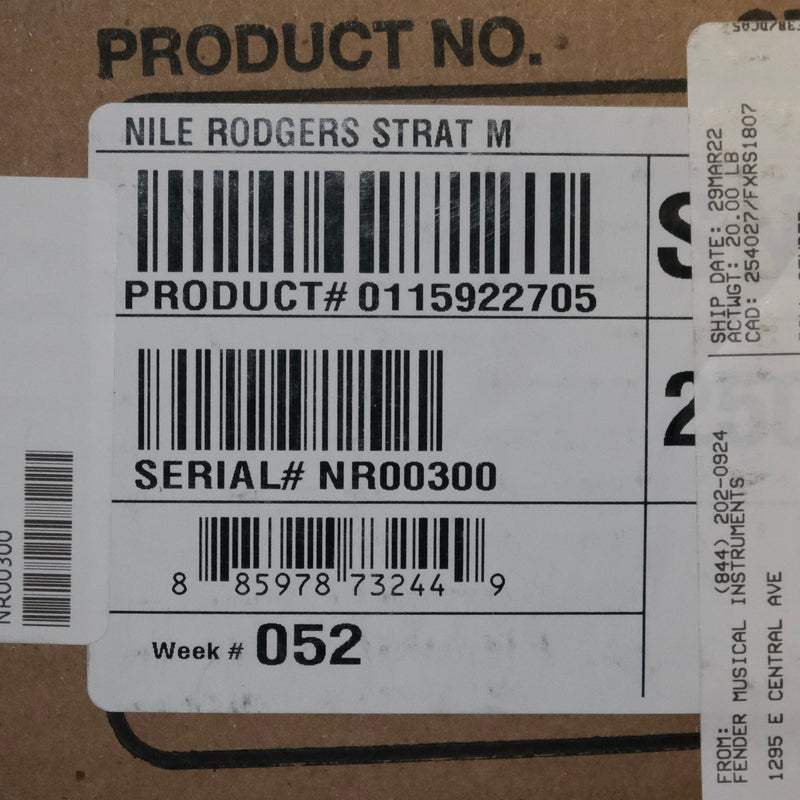 PRODUCT NO.
NILE RODGERS STRAT M
PRODUCT# 0115922705
SERIAL# NR00300
8 85978 73244 9
Week # 052
NR00300
SHIP DATE: 29MAR22
ACTWGT: 20.00 LB
CAD: 254027/FXRS1807
FROM: (844) 202-0924
FENDER MUSICAL INSTRUMENTS
1295 E CENTRAL AVE